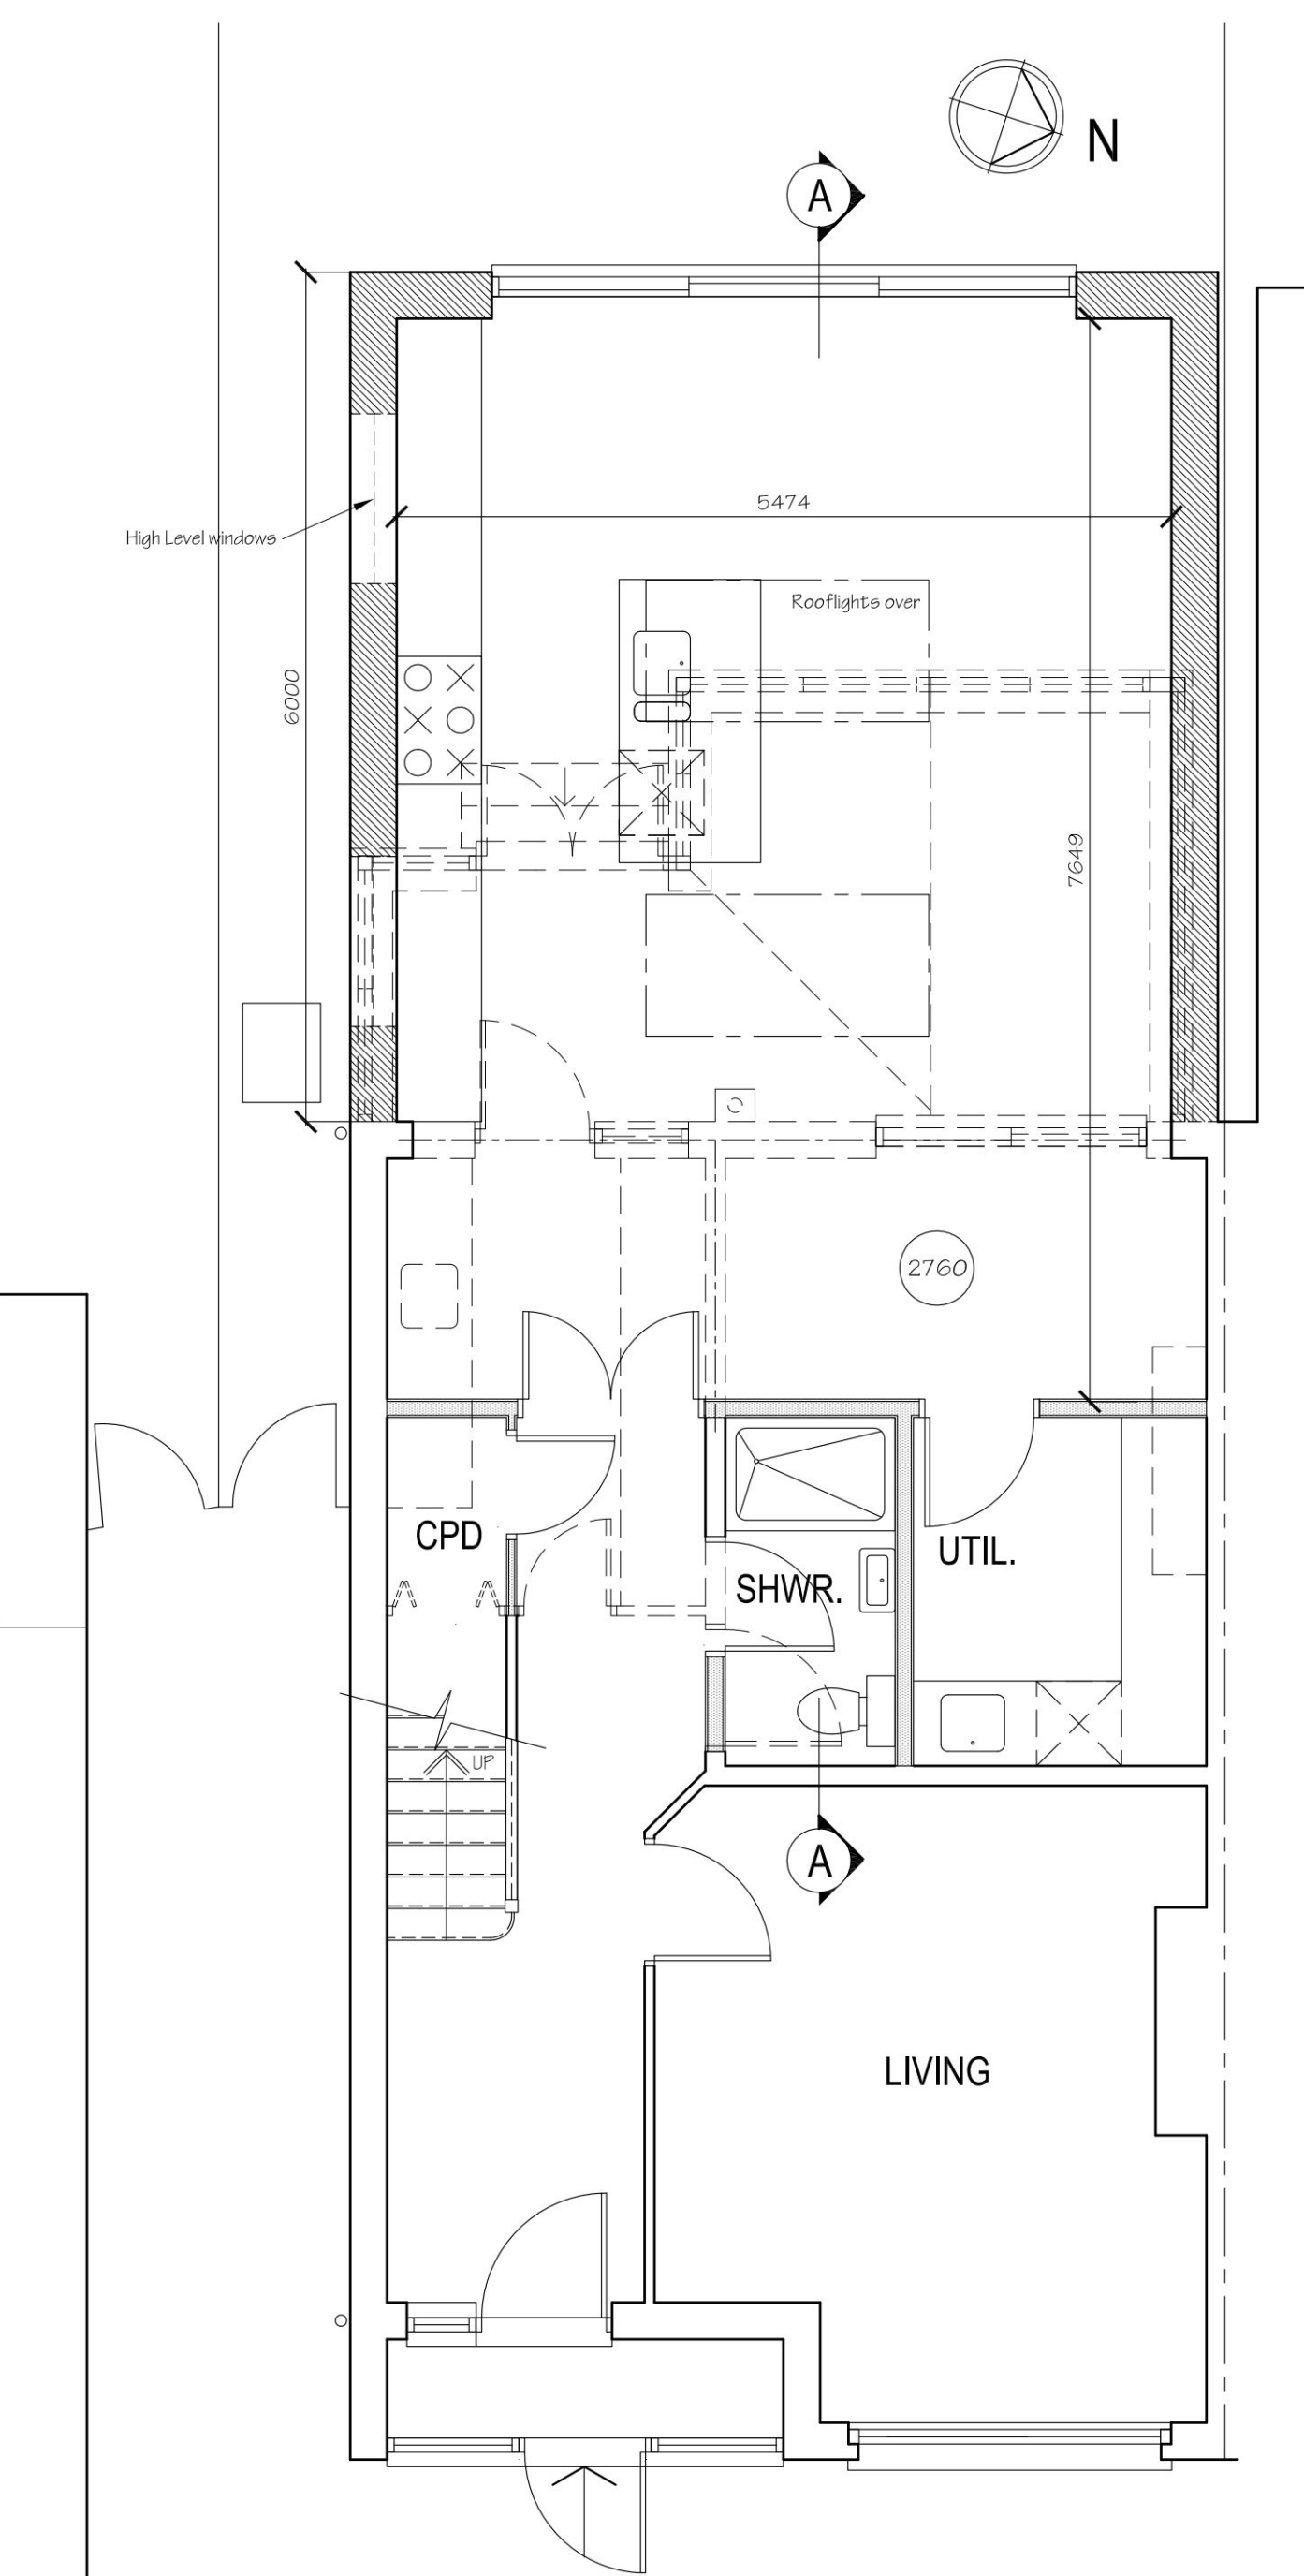 N
A
5474
High Level windows
Rooflights over
6000
7649
2760
CPD
UTIL.
SHWR.
UP
A
LIVING